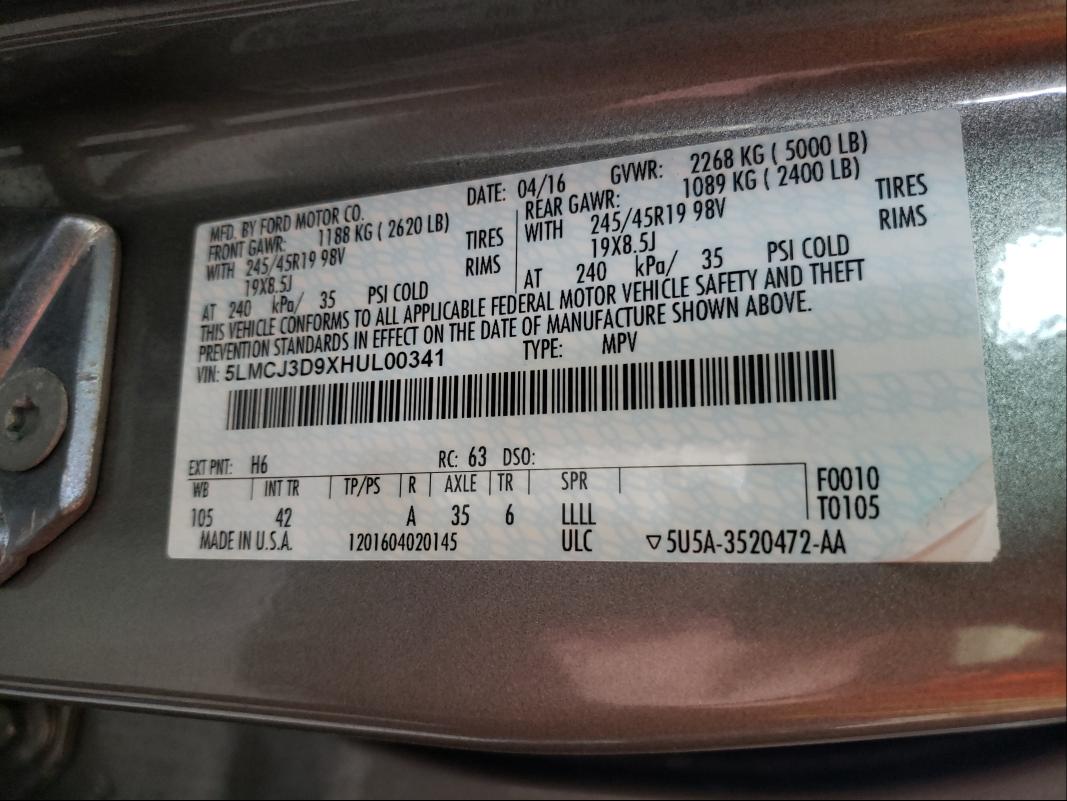 MFD. BY FORD MOTOR CO. DATE: 04/16 GVWR: 2268 KG ( 5000 LB)
FRONT GAWR: 1188 KG ( 2620 LB) REAR GAWR: 1089 KG ( 2400 LB)
WITH 245/45R19 98V TIRES WITH 245/45R19 98V TIRES
19X8.5J RIMS 19X8.5J RIMS
AT 240 kPa/ 35 PSI COLD AT 240 kPa/ 35 PSI COLD
THIS VEHICLE CONFORMS TO ALL APPLICABLE FEDERAL MOTOR VEHICLE SAFETY AND THEFT
PREVENTION STANDARDS IN EFFECT ON THE DATE OF MANUFACTURE SHOWN ABOVE.
VIN: 5LMCJ3D9XHUL00341 TYPE: MPV
EXT PNT: H6 RC: 63 DSO:
WB INT TR TP/PS R AXLE TR SPR F0010
105 42 A 35 6 LLLL T0105
MADE IN U.S.A. 1201604020145 ULC ▽5U5A-3520472-AA